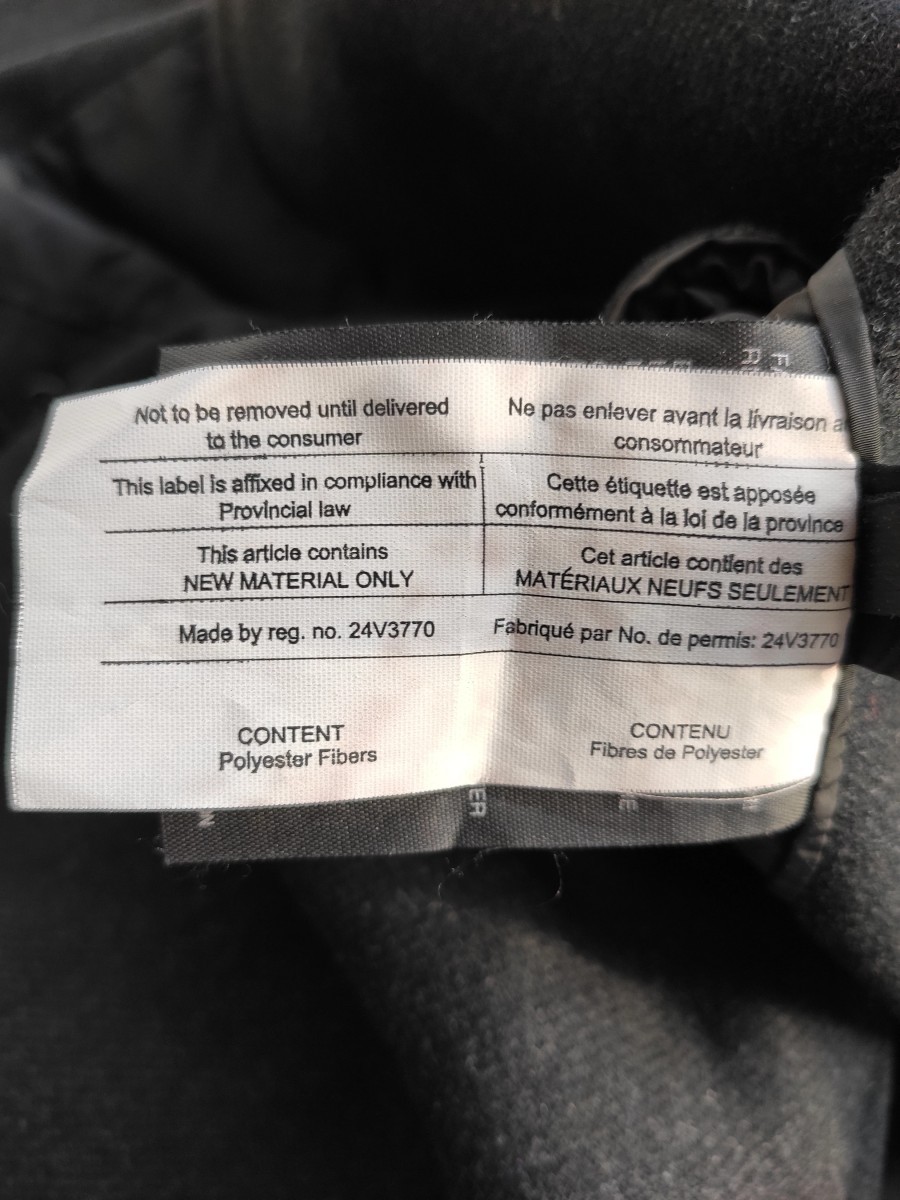 Not to be removed until delivered
to the consumer
Ne pas enlever avant la livraison a
consommateur
This label is affixed in compliance with
Provincial law
Cette étiquette est apposée
conformément à la loi de la province
This article contains
NEW MATERIAL ONLY
Cet article contient des
MATÉRIAUX NEUFS SEULEMENT
Made by reg. no. 24V3770
Fabriqué par No. de permis: 24V3770
CONTENT
Polyester Fibers
CONTENU
Fibres de Polyester